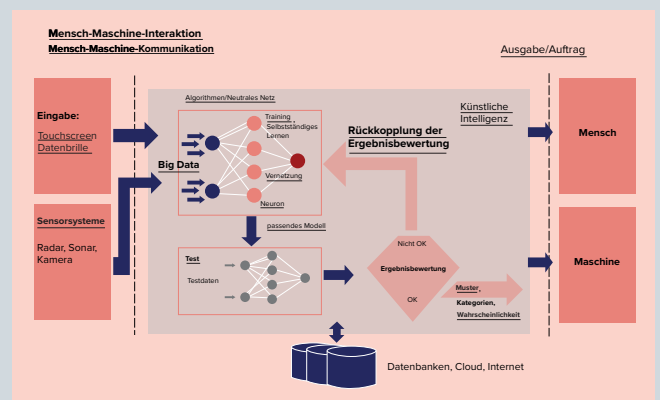 Mensch-Maschine-Interaktion
Mensch-Maschine-Kommunikation
Ausgabe/Auftrag
Algorithmen/Neutrales Netz
Eingabe:
Touchscreen
Datenbrille
Training,
Selbstständiges
Lernen
Künstliche
Intelligenz
Rückkopplung der
Ergebnisbewertung
Mensch
Big Data
Vernetzung
Neuron
Sensorsysteme
Radar, Sonar,
Kamera
passendes Modell
Test
Testdaten
Nicht OK
Ergebnisbewertung
OK
Muster,
Kategorien,
Wahrscheinlichkeit
Maschine
Datenbanken, Cloud, Internet